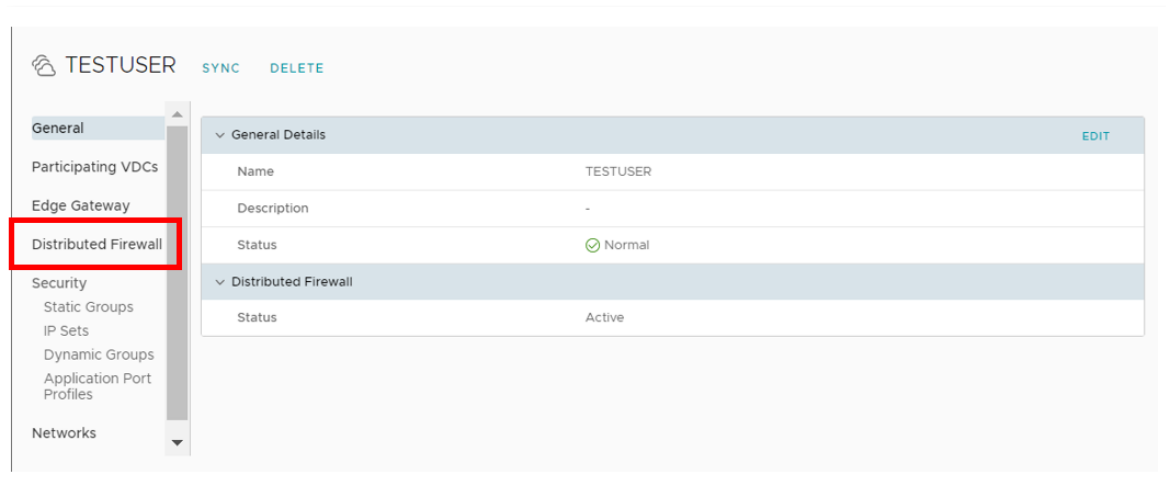 TESTUSER SYNC DELETE
General
Participating VDCs
Edge Gateway
Distributed Firewall
Security
Static Groups
IP Sets
Dynamic Groups
Application Port
Profiles
Networks
General Details EDIT
Name TESTUSER
Description -
Status Normal
Distributed Firewall
Status Active